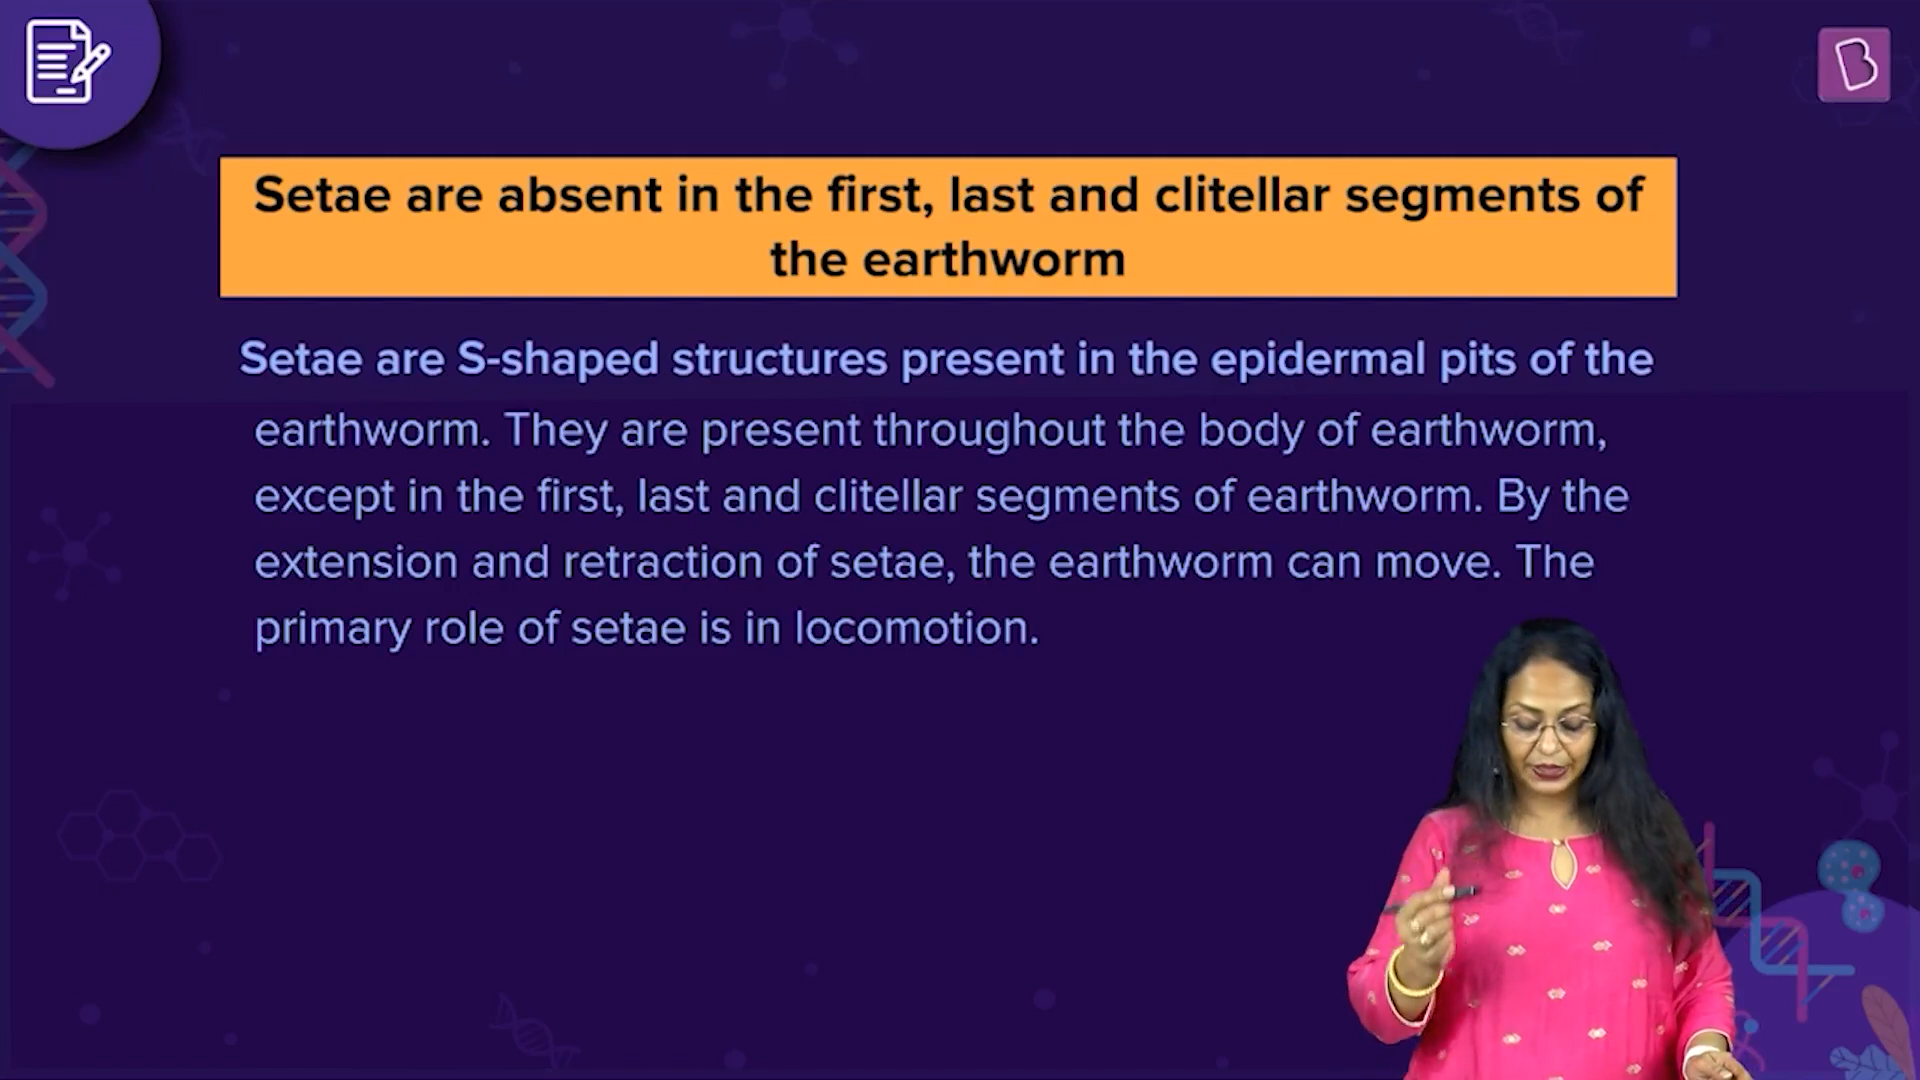 Setae are absent in the first, last and clitellar segments of
the earthworm
Setae are S-shaped structures present in the epidermal pits of the
earthworm. They are present throughout the body of earthworm,
except in the first, last and clitellar segments of earthworm. By the
extension and retraction of setae, the earthworm can move. The
primary role of setae is in locomotion.